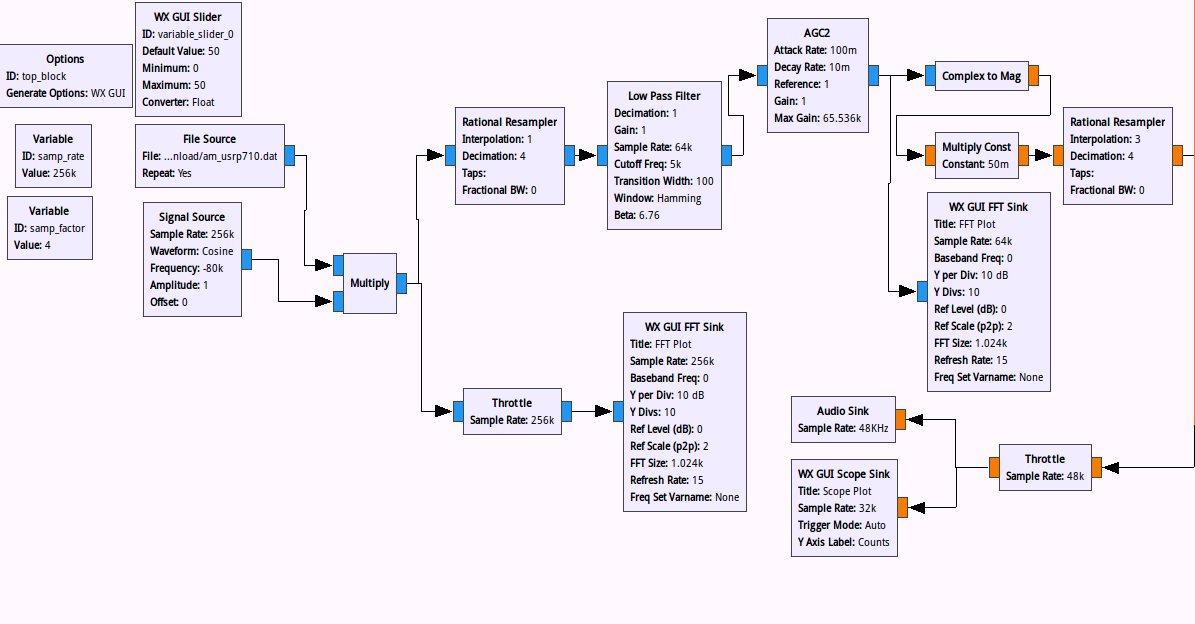 WX GUI Slider
ID: variable_slider_0
Default Value: 50
Minimum: 0
Maximum: 50
Converter: Float
Options
ID: top_block
Generate Options: WX GUI
Variable
ID: samp_rate
Value: 256k
File Source
File: ...nload/am_usrp710.dat
Repeat: Yes
Variable
ID: samp_factor
Value: 4
Signal Source
Sample Rate: 256k
Waveform: Cosine
Frequency: -80k
Amplitude: 1
Offset: 0
Multiply
Rational Resampler
Interpolation: 1
Decimation: 4
Taps:
Fractional BW: 0
Low Pass Filter
Decimation: 1
Gain: 1
Sample Rate: 64k
Cutoff Freq: 5k
Transition Width: 100
Window: Hamming
Beta: 6.76
AGC2
Attack Rate: 100m
Decay Rate: 10m
Reference: 1
Gain: 1
Max Gain: 65.536k
Complex to Mag
Multiply Const
Constant: 50m
Rational Resampler
Interpolation: 3
Decimation: 4
Taps:
Fractional BW: 0
WX GUI FFT Sink
Title: FFT Plot
Sample Rate: 64k
Baseband Freq: 0
Y per Div: 10 dB
Y Divs: 10
Ref Level (dB): 0
Ref Scale (p2p): 2
FFT Size: 1.024k
Refresh Rate: 15
Freq Set Varname: None
Throttle
Sample Rate: 256k
WX GUI FFT Sink
Title: FFT Plot
Sample Rate: 256k
Baseband Freq: 0
Y per Div: 10 dB
Y Divs: 10
Ref Level (dB): 0
Ref Scale (p2p): 2
FFT Size: 1.024k
Refresh Rate: 15
Freq Set Varname: None
Audio Sink
Sample Rate: 48KHz
WX GUI Scope Sink
Title: Scope Plot
Sample Rate: 32k
Trigger Mode: Auto
Y Axis Label: Counts
Throttle
Sample Rate: 48k